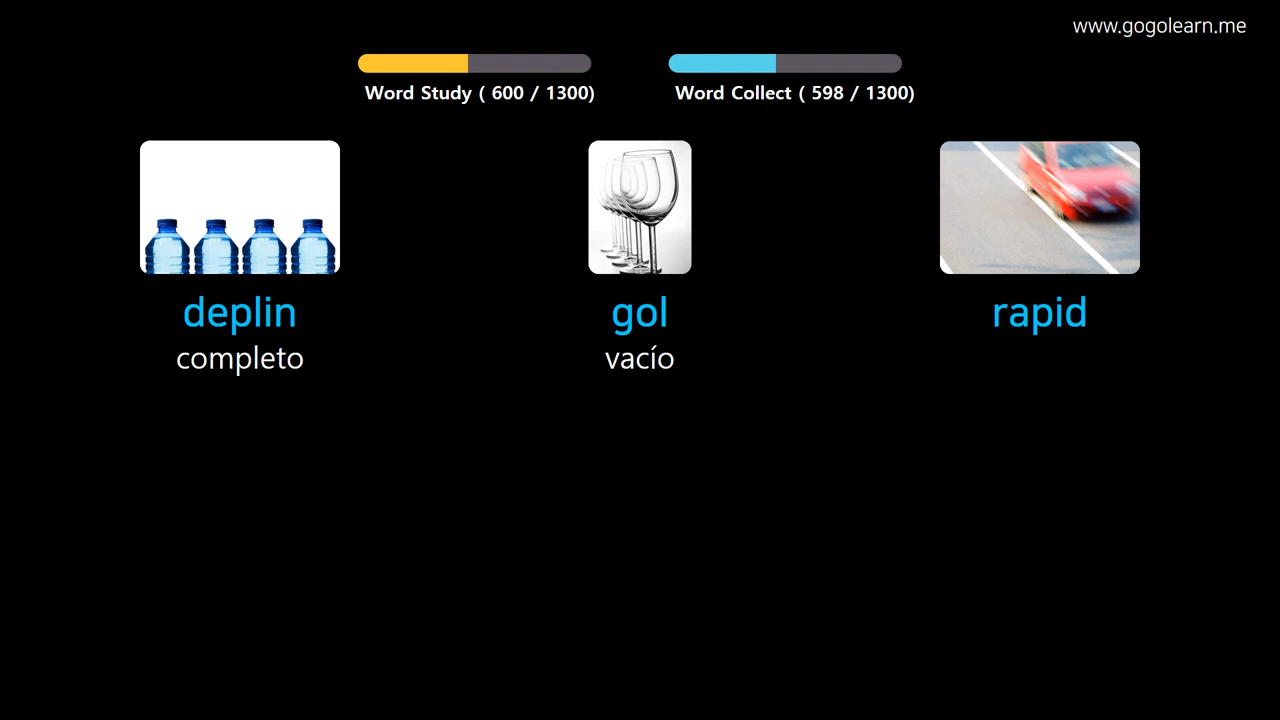 www.gogolearn.me
Word Study ( 600 / 1300)
Word Collect ( 598 / 1300)
deplin
gol
rapid
completo
vacío